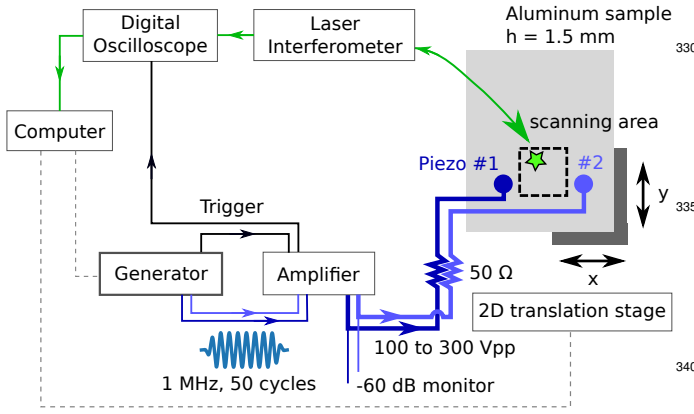 Digital
Oscilloscope
Laser
Interferometer
Aluminum sample
h = 1.5 mm
330
Computer
scanning area
Piezo #1
#2
y
335
Trigger
Generator
Amplifier
50 Ω
x
2D translation stage
100 to 300 Vpp
340
1 MHz, 50 cycles
-60 dB monitor